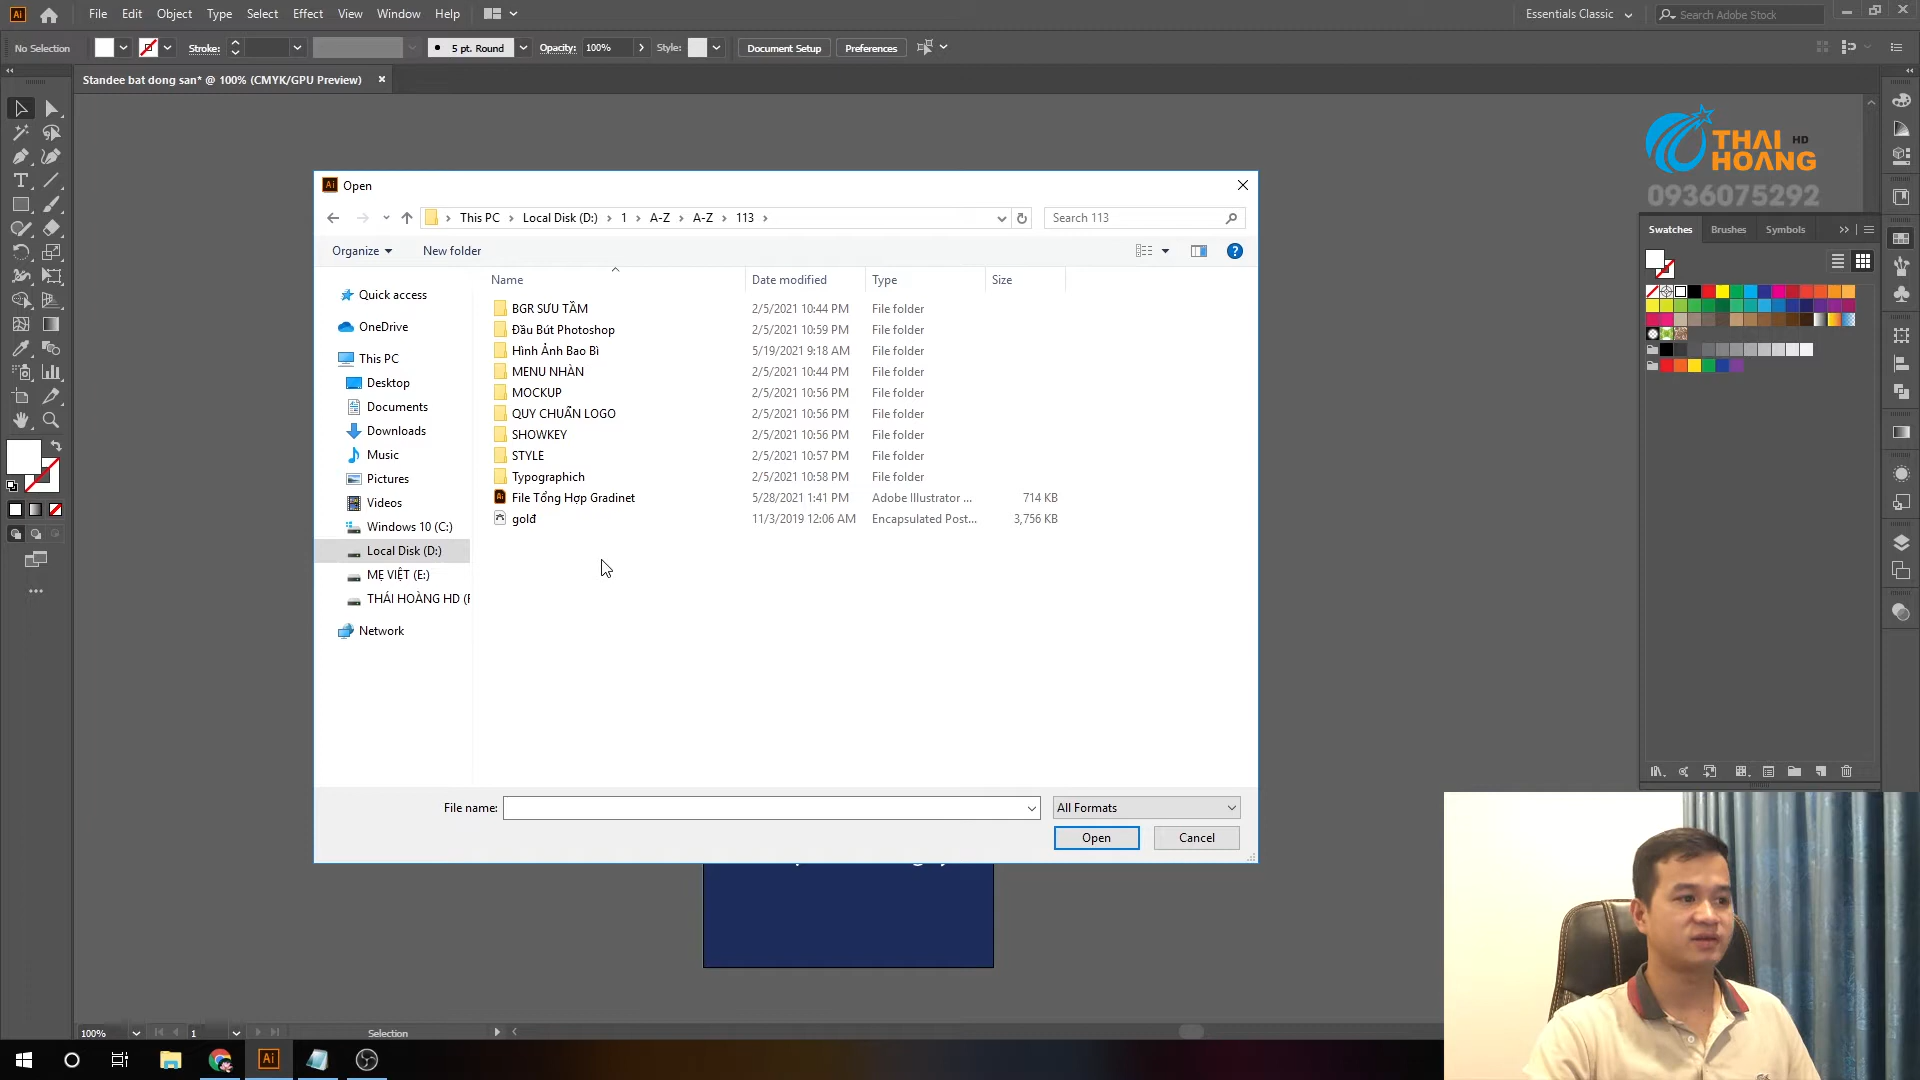 File Edit Object Type Select Effect View Window Help
Essentials Classic
Search Adobe Stock
No Selection
Stroke:
5 pt. Round
Opacity: 100%
Style:
Document Setup
Preferences
Standee bat dong san* @ 100% (CMYK/GPU Preview)
THAI HD
HOANG
0936075292
Open
This PC > Local Disk (D:) > 1 > A-Z > A-Z > 113 >
Search 113
Organize
New folder
Name Date modified Type Size
Quick access
OneDrive
This PC
Desktop
Documents
Downloads
Music
Pictures
Videos
Windows 10 (C:)
Local Disk (D:)
MẸ VIỆT (E:)
THÁI HOÀNG HD (F
Network
BGR SƯU TẦM 2/5/2021 10:44 PM File folder
Đầu Bút Photoshop 2/5/2021 10:59 PM File folder
Hình Ảnh Bao Bì 5/19/2021 9:18 AM File folder
MENU NHÀN 2/5/2021 10:44 PM File folder
MOCKUP 2/5/2021 10:56 PM File folder
QUY CHUẨN LOGO 2/5/2021 10:56 PM File folder
SHOWKEY 2/5/2021 10:56 PM File folder
STYLE 2/5/2021 10:57 PM File folder
Typographich 2/5/2021 10:58 PM File folder
File Tổng Hợp Gradinet 5/28/2021 1:41 PM Adobe Illustrator ... 714 KB
golđ 11/3/2019 12:06 AM Encapsulated Post... 3,756 KB
File name:
All Formats
Open
Cancel
Swatches Brushes Symbols
100%
1
Selection